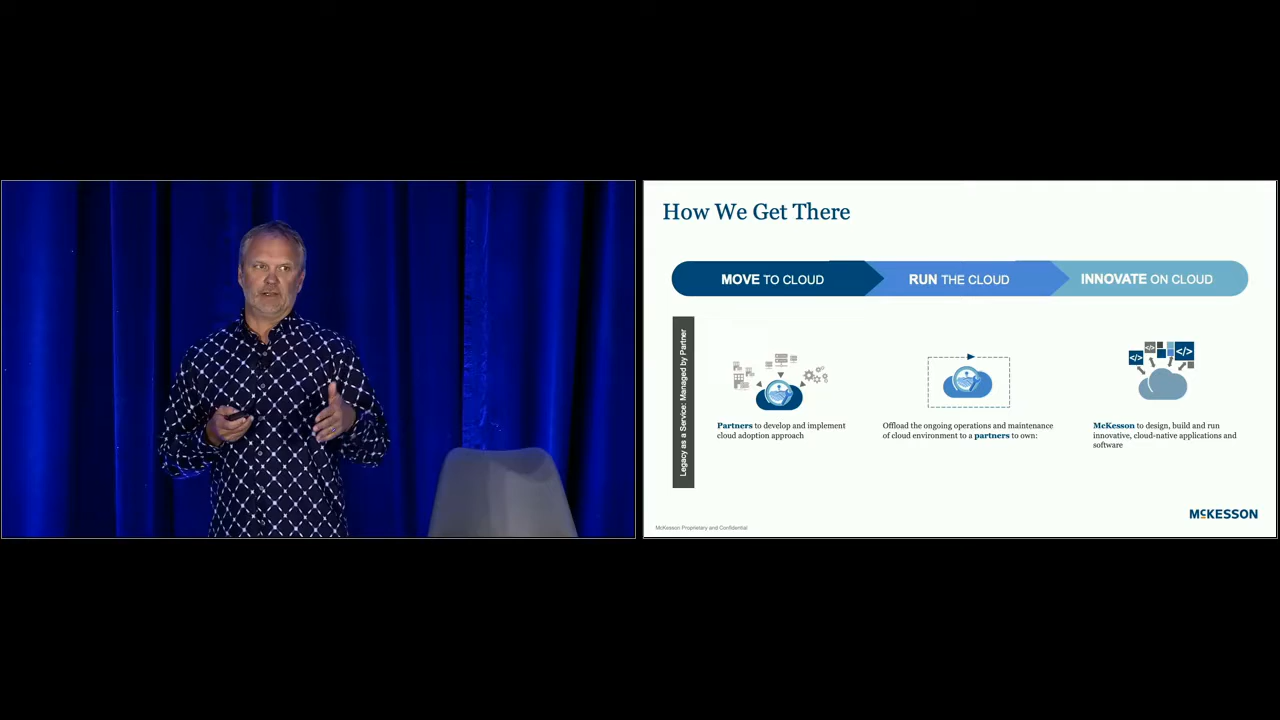 How We Get There
MOVE TO CLOUD
RUN THE CLOUD
INNOVATE ON CLOUD
Legacy as a Service: Managed by Partner
Partners to develop and implement
cloud adoption approach
Offload the ongoing operations and maintenance
of cloud environment to a partners to own:
McKesson to design, build and run
innovative, cloud-native applications and
software
McKesson Proprietary and Confidential
MCKESSON